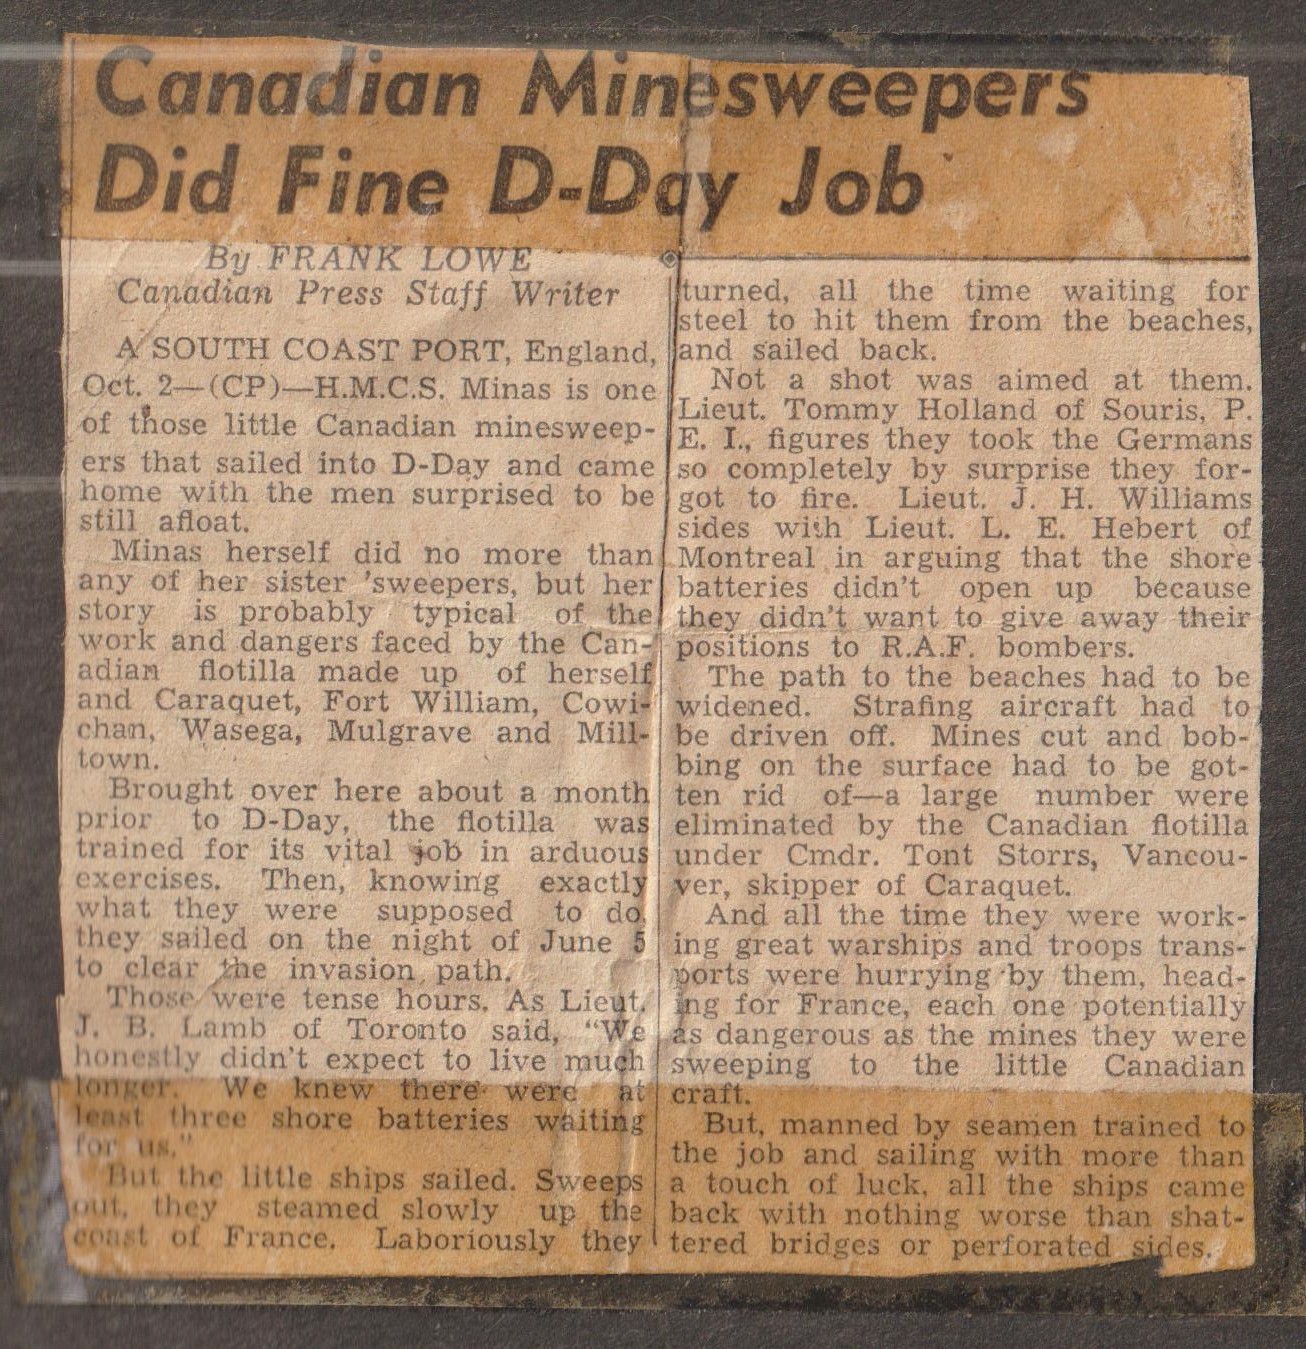 Canadian Minesweepers
Did Fine D-Day Job
By FRANK LOWE
Canadian Press Staff Writer
A SOUTH COAST PORT, England,
Oct. 2—(CP)—H.M.C.S. Minas is one
of those little Canadian minesweep-
ers that sailed into D-Day and came
home with the men surprised to be
still afloat.
Minas herself did no more than
any of her sister 'sweepers, but her
story is probably typical of the
work and dangers faced by the Can-
adian flotilla made up of herself
and Caraquet, Fort William, Cowi-
chan, Wasega, Mulgrave and Mill-
town.
Brought over here about a month
prior to D-Day, the flotilla was
trained for its vital job in arduous
exercises. Then, knowing exactly
what they were supposed to do,
they sailed on the night of June 5
to clear the invasion path.
Those were tense hours. As Lieut.
J. B. Lamb of Toronto said, "We
honestly didn't expect to live much
longer. We knew there were at
least three shore batteries waiting
for us."
But the little ships sailed. Sweeps
out, they steamed slowly up the
coast of France. Laboriously they
turned, all the time waiting for
steel to hit them from the beaches,
and sailed back.
Not a shot was aimed at them.
Lieut. Tommy Holland of Souris, P.
E. I., figures they took the Germans
so completely by surprise they for-
got to fire. Lieut. J. H. Williams
sides with Lieut. L. E. Hebert of
Montreal in arguing that the shore
batteries didn't open up because
they didn't want to give away their
positions to R.A.F. bombers.
The path to the beaches had to be
widened. Strafing aircraft had to
be driven off. Mines cut and bob-
bing on the surface had to be got-
ten rid of—a large number were
eliminated by the Canadian flotilla
under Cmdr. Tont Storrs, Vancou-
ver, skipper of Caraquet.
And all the time they were work-
ing great warships and troops trans-
ports were hurrying by them, head-
ing for France, each one potentially
as dangerous as the mines they were
sweeping to the little Canadian
craft.
But, manned by seamen trained to
the job and sailing with more than
a touch of luck, all the ships came
back with nothing worse than shat-
tered bridges or perforated sides.